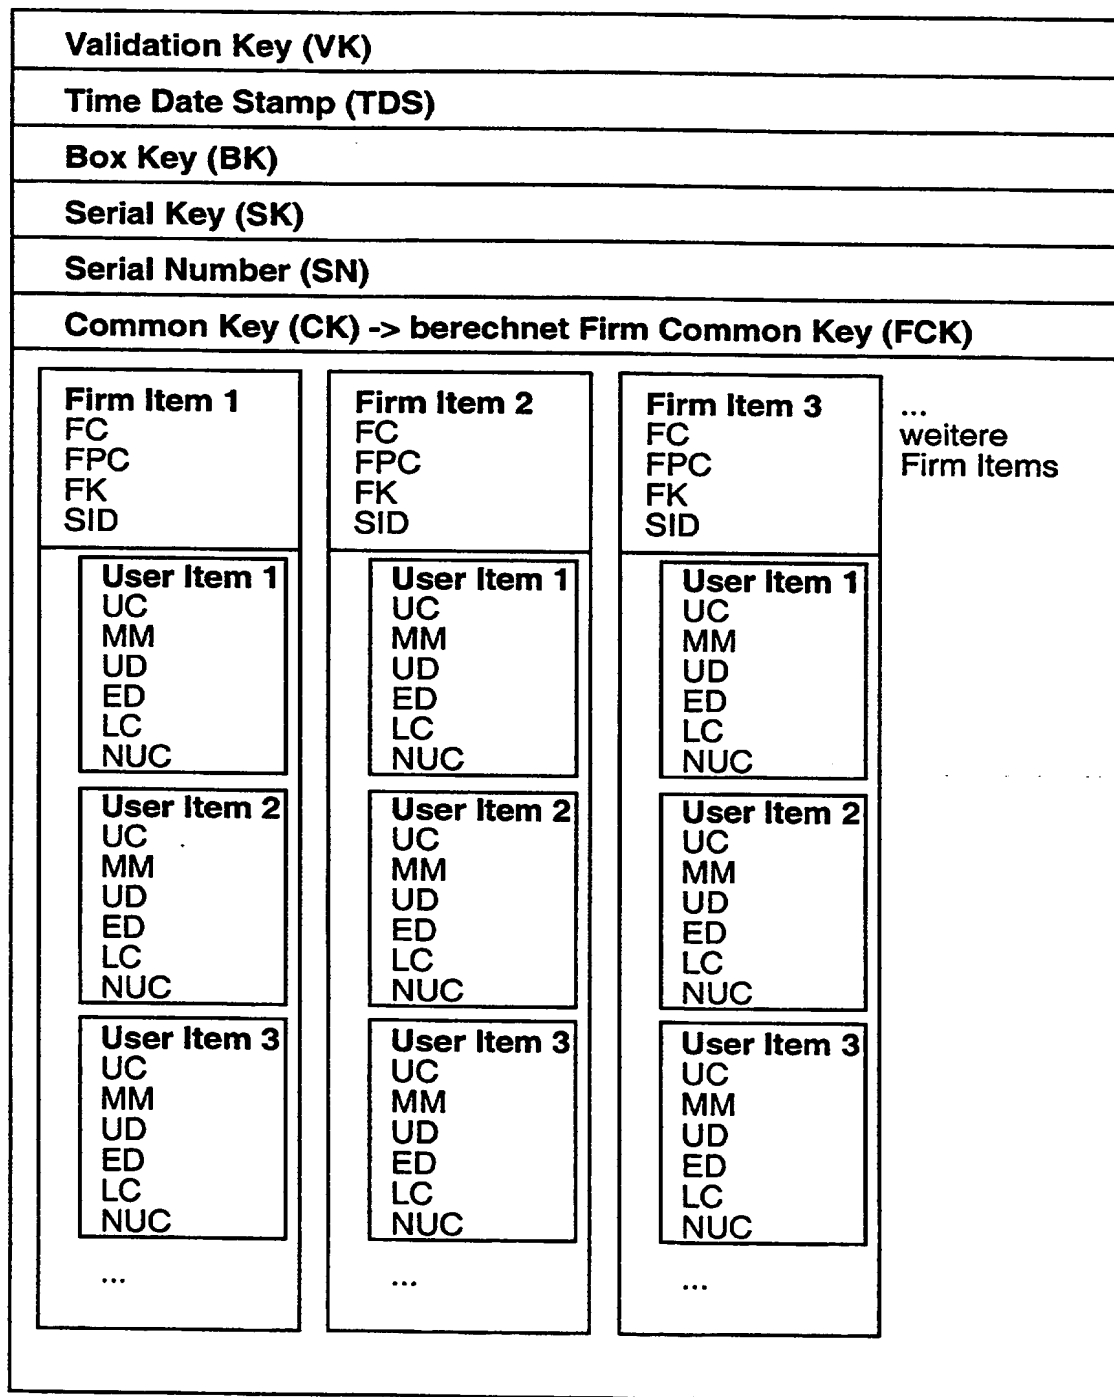 Validation Key (VK)
Time Date Stamp (TDS)
Box Key (BK)
Serial Key (SK)
Serial Number (SN)
Common Key (CK) -> berechnet Firm Common Key (FCK)
Firm Item 1
FC
FPC
FK
SID
User Item 1
UC
MM
UD
ED
LC
NUC
User Item 2
UC
MM
UD
ED
LC
NUC
User Item 3
UC
MM
UD
ED
LC
NUC
...
Firm Item 2
FC
FPC
FK
SID
User Item 1
UC
MM
UD
ED
LC
NUC
User Item 2
UC
MM
UD
ED
LC
NUC
User Item 3
UC
MM
UD
ED
LC
NUC
...
Firm Item 3
FC
FPC
FK
SID
User Item 1
UC
MM
UD
ED
LC
NUC
User Item 2
UC
MM
UD
ED
LC
NUC
User Item 3
UC
MM
UD
ED
LC
NUC
...
...
weitere
Firm Items